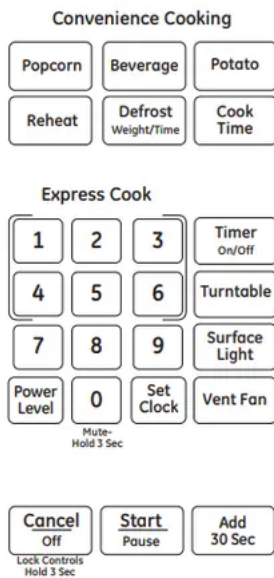 Convenience Cooking
Popcorn Beverage Potato
Reheat Defrost Weight/Time Cook Time
Express Cook
1 2 3 Timer On/Off
4 5 6 Turntable
7 8 9 Surface Light
Power Level 0 Set Clock Vent Fan
Mute-
Hold 3 Sec
Cancel Off Start Pause Add 30 Sec
Lock Controls
Hold 3 Sec